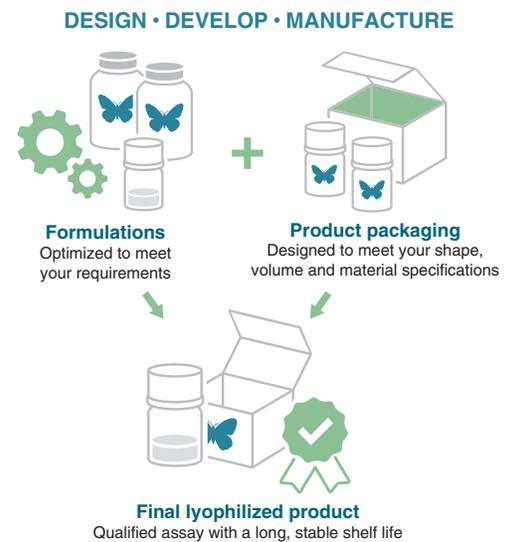 DESIGN • DEVELOP • MANUFACTURE
Formulations
Optimized to meet
your requirements
Product packaging
Designed to meet your shape,
volume and material specifications
Final lyophilized product
Qualified assay with a long, stable shelf life